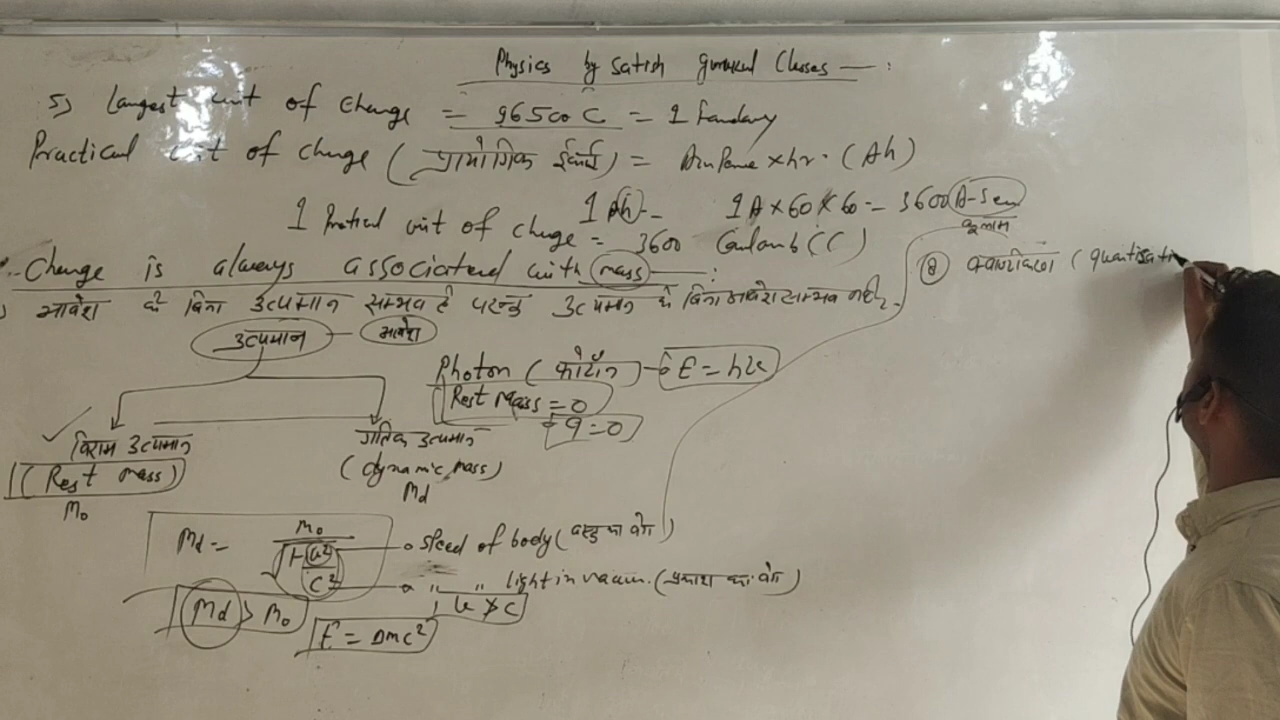 Physics by Satish Gurukul Classes — :
5) Largest unit of charge = 96500 C = 1 Faraday
Practical unit of charge ( प्रायोगिक ईकाई ) = Ampere × hr. (Ah)
1 Ah - 1A × 60 × 60 = 3600 A-Sec
कूलाम
1 Pratical unit of charge = 3600 Coulomb (C)
Charge is always associated with mass — :
आवेश के बिना द्रव्यमान सम्भव है परन्तु द्रव्यमान के बिना आवेश सम्भव नहीं
द्रव्यमान — आवेश
Photon ( फोटॉन ) E = hν
Rest Mass = 0
q = 0
विराम द्रव्यमान
( Rest mass )
M₀
गतिक द्रव्यमान
(dynamic mass)
Md
Md = M₀ / √1-(u²/c²)
speed of body ( वस्तु का वेग )
" " light in vacum. ( प्रकाश का वेग )
Md > M₀
u ≯ c
E = Δmc²
⑧ क्वाण्टीकरण ( quantisati